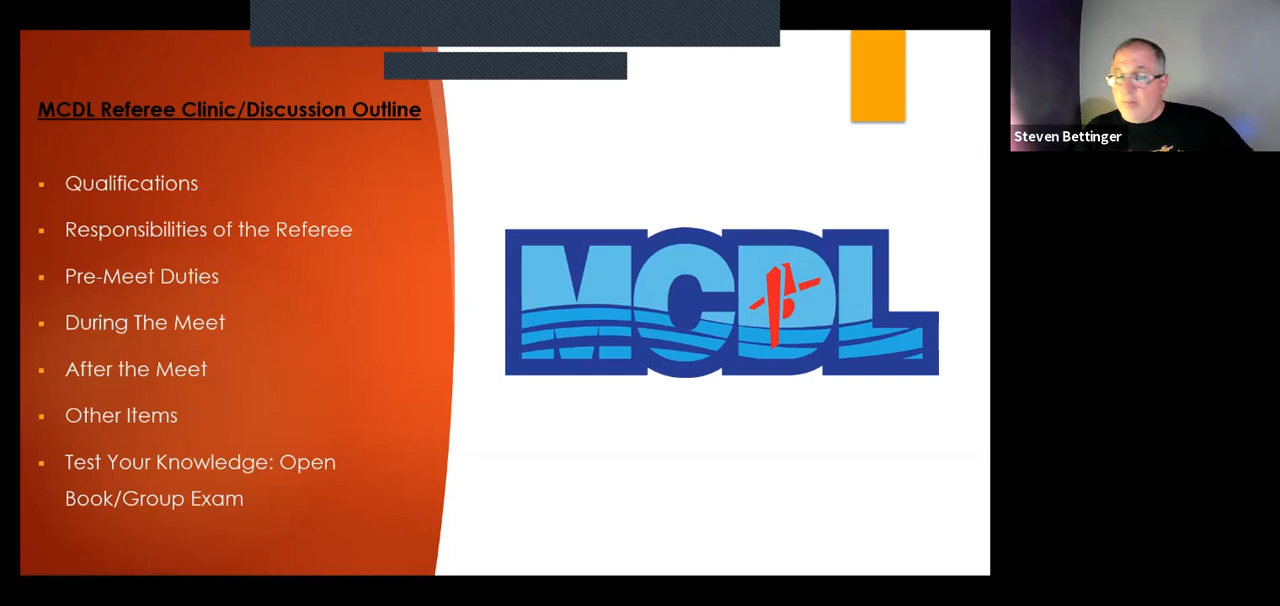 MCDL Referee Clinic/Discussion Outline
Qualifications
Responsibilities of the Referee
Pre-Meet Duties
During The Meet
After the Meet
Other Items
Test Your Knowledge: Open
Book/Group Exam
MCDL
Steven Bettinger